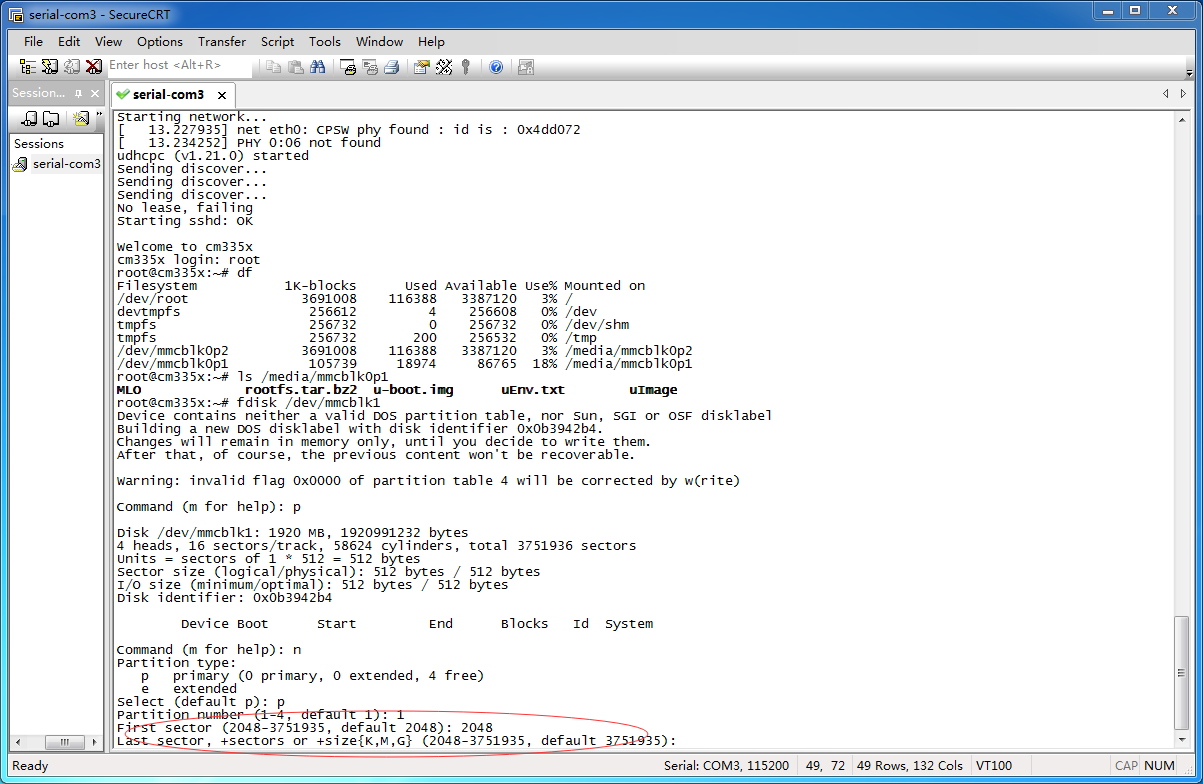 serial-com3 - SecureCRT
File Edit View Options Transfer Script Tools Window Help
Enter host <Alt+R>
Session...
serial-com3
Sessions
serial-com3
Starting network...
[   13.227935] net eth0: CPSW phy found : id is : 0x4dd072
[   13.234252] PHY 0:06 not found
udhcpc (v1.21.0) started
Sending discover...
Sending discover...
Sending discover...
No lease, failing
Starting sshd: OK
Welcome to cm335x
cm335x login: root
root@cm335x:~# df
Filesystem           1K-blocks      Used Available Use% Mounted on
/dev/root              3691008    116388   3387120   3% /
devtmpfs                256612         4    256608   0% /dev
tmpfs                   256732         0    256732   0% /dev/shm
tmpfs                   256732       200    256532   0% /tmp
/dev/mmcblk0p2         3691008    116388   3387120   3% /media/mmcblk0p2
/dev/mmcblk0p1          105739     18974     86765  18% /media/mmcblk0p1
root@cm335x:~# ls /media/mmcblk0p1
MLO             rootfs.tar.bz2  u-boot.img      uEnv.txt        uImage
root@cm335x:~# fdisk /dev/mmcblk1
Device contains neither a valid DOS partition table, nor Sun, SGI or OSF disklabel
Building a new DOS disklabel with disk identifier 0x0b3942b4.
Changes will remain in memory only, until you decide to write them.
After that, of course, the previous content won't be recoverable.
Warning: invalid flag 0x0000 of partition table 4 will be corrected by w(rite)
Command (m for help): p
Disk /dev/mmcblk1: 1920 MB, 1920991232 bytes
4 heads, 16 sectors/track, 58624 cylinders, total 3751936 sectors
Units = sectors of 1 * 512 = 512 bytes
Sector size (logical/physical): 512 bytes / 512 bytes
I/O size (minimum/optimal): 512 bytes / 512 bytes
Disk identifier: 0x0b3942b4
Device Boot      Start         End      Blocks   Id  System
Command (m for help): n
Partition type:
p   primary (0 primary, 0 extended, 4 free)
e   extended
Select (default p): p
Partition number (1-4, default 1): 1
First sector (2048-3751935, default 2048): 2048
Last sector, +sectors or +size{K,M,G} (2048-3751935, default 3751935):
Ready Serial: COM3, 115200 49, 72 49 Rows, 132 Cols VT100 CAP NUM